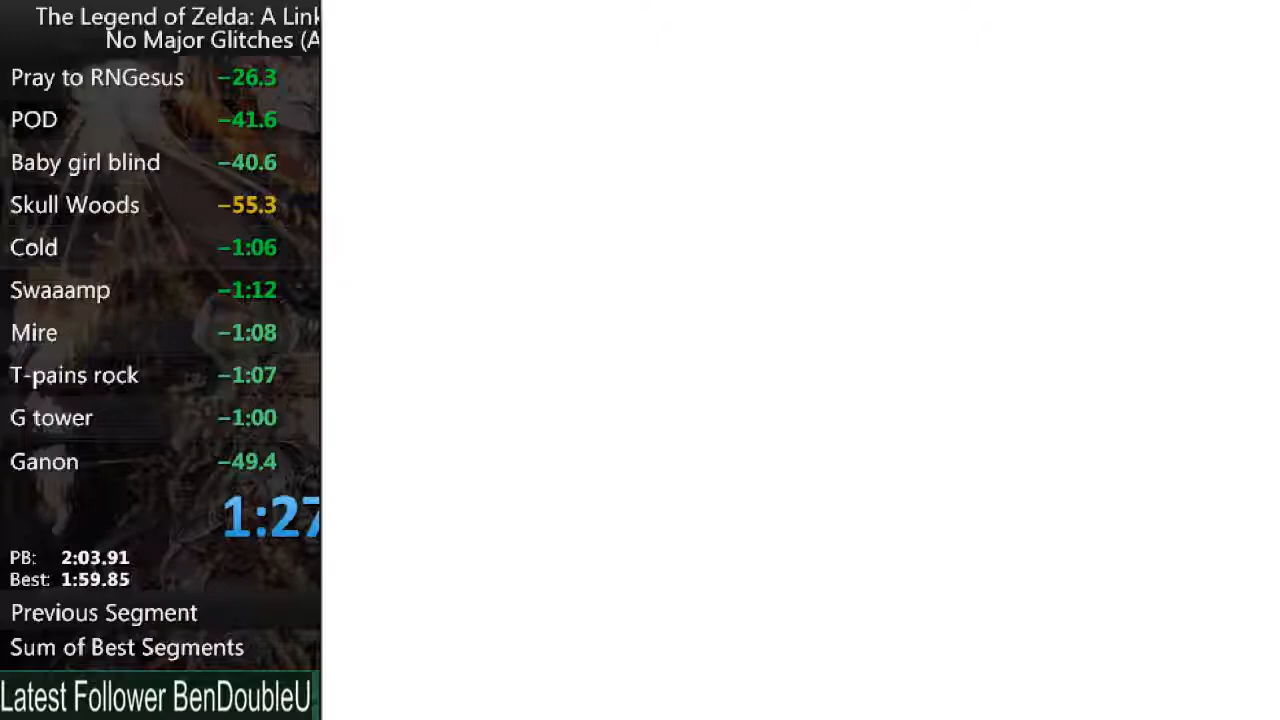 The Legend of Zelda: A Link
No Major Glitches (A
Pray to RNGesus −26.3
POD −41.6
Baby girl blind −40.6
Skull Woods −55.3
Cold −1:06
Swaaamp −1:12
Mire −1:08
T-pains rock −1:07
G tower −1:00
Ganon −49.4
1:27
PB: 2:03.91
Best: 1:59.85
Previous Segment
Sum of Best Segments
Latest Follower BenDoubleU